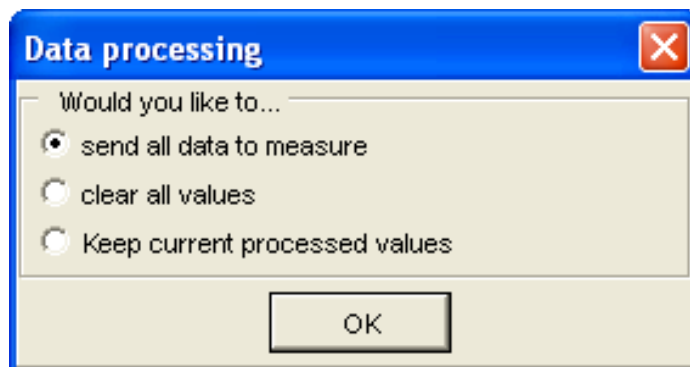 Data processing
Would you like to...
send all data to measure
clear all values
Keep current processed values
OK